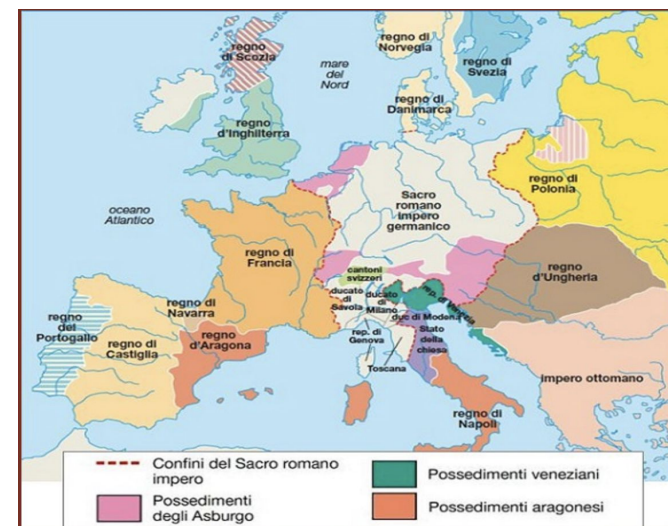 regno
di Scozia
mare
del
Nord
regno di
Norvegia
regno di
Svezia
regno di
Danimarca
regno
d'Inghilterra
regno di
Polonia
Sacro
romano
impero
germanico
oceano
Atlantico
regno di
Francia
cantoni
svizzeri
regno
d'Ungheria
ducato
di
Savoia
ducato
di
Milano
rep. di Venezia
duc di Modena
regno di
Navarra
regno
del
Portogallo
regno di
Castiglia
regno
d'Aragona
rep. di
Genova
Stato
della
chiesa
Toscana
impero ottomano
regno di
Napoli
Confini del Sacro romano
impero
Possedimenti
degli Asburgo
Possedimenti veneziani
Possedimenti aragonesi